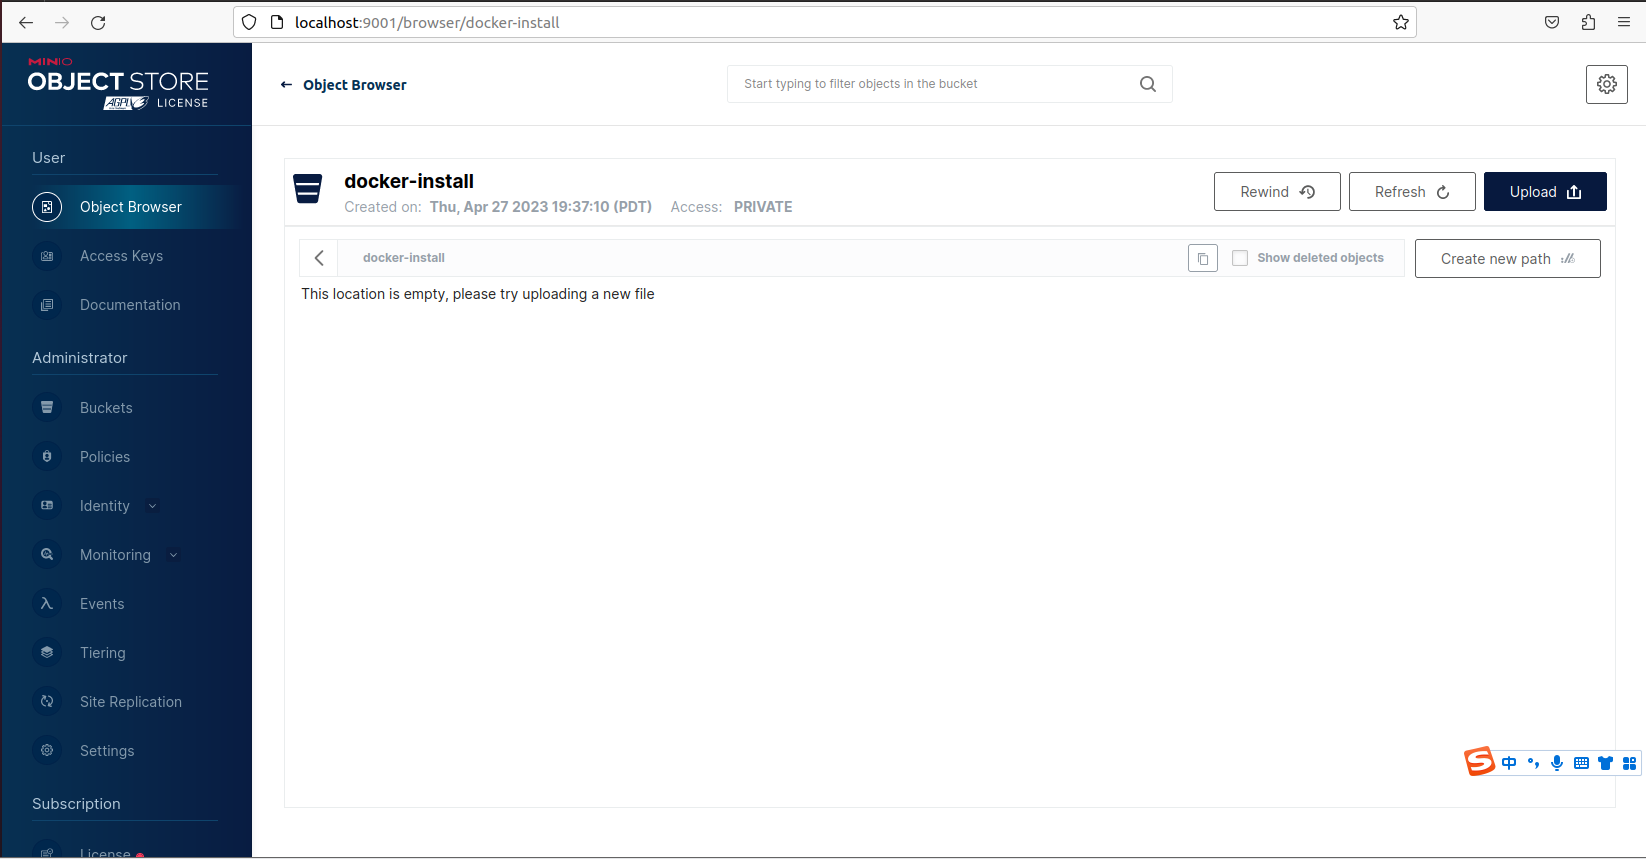 localhost:9001/browser/docker-install
MINIO
OBJECT STORE
AGPL v3 LICENSE
← Object Browser
Start typing to filter objects in the bucket
User
Object Browser
Access Keys
Documentation
Administrator
Buckets
Policies
Identity
Monitoring
Events
Tiering
Site Replication
Settings
Subscription
License
docker-install
Created on: Thu, Apr 27 2023 19:37:10 (PDT) Access: PRIVATE
Rewind
Refresh
Upload
docker-install
Show deleted objects
Create new path
This location is empty, please try uploading a new file
S 中